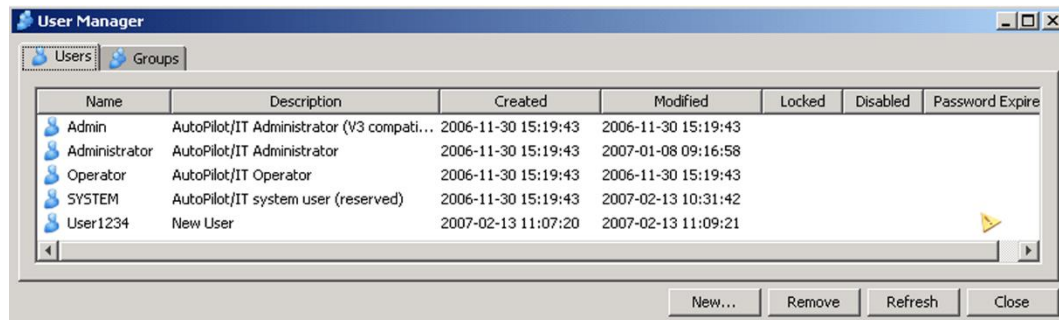 User Manager
Users Groups
Name Description Created Modified Locked Disabled Password Expire
Admin AutoPilot/IT Administrator (V3 compati... 2006-11-30 15:19:43 2006-11-30 15:19:43
Administrator AutoPilot/IT Administrator 2006-11-30 15:19:43 2007-01-08 09:16:58
Operator AutoPilot/IT Operator 2006-11-30 15:19:43 2006-11-30 15:19:43
SYSTEM AutoPilot/IT system user (reserved) 2006-11-30 15:19:43 2007-02-13 10:31:42
User1234 New User 2007-02-13 11:07:20 2007-02-13 11:09:21
New... Remove Refresh Close